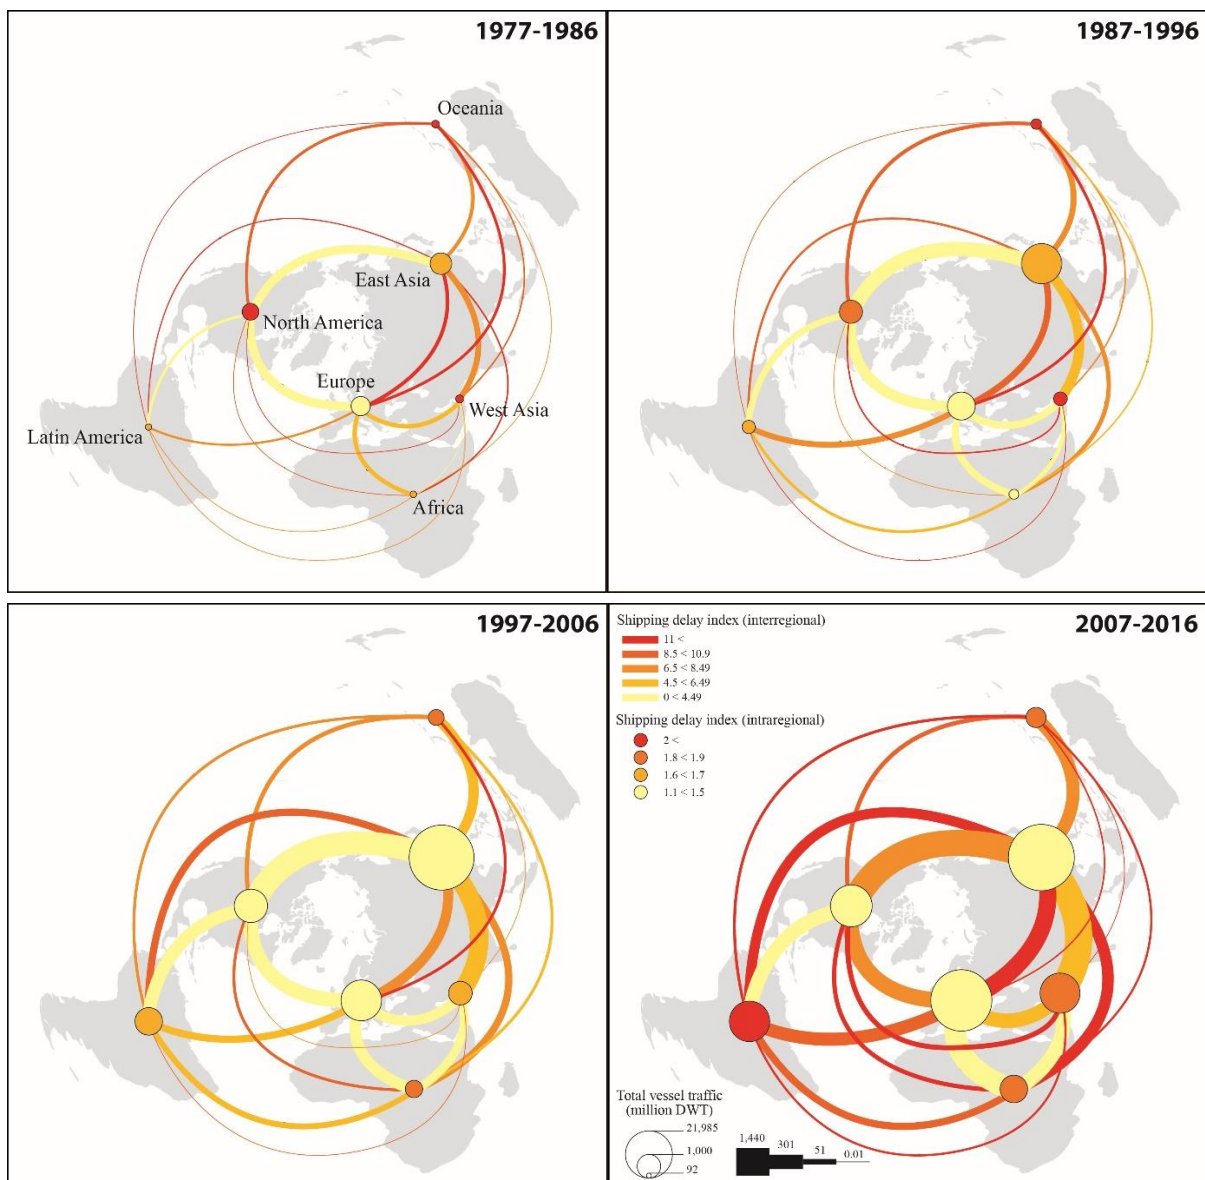 1977-1986
Oceania
East Asia
North America
Europe
West Asia
Latin America
Africa
1987-1996
1997-2006
2007-2016
Shipping delay index (interregional)
11 <
8.5 < 10.9
6.5 < 8.49
4.5 < 6.49
0 < 4.49
Shipping delay index (intraregional)
2 <
1.8 < 1.9
1.6 < 1.7
1.1 < 1.5
Total vessel traffic
(million DWT)
21,985
1,000
92
1,440
301
51
0.01